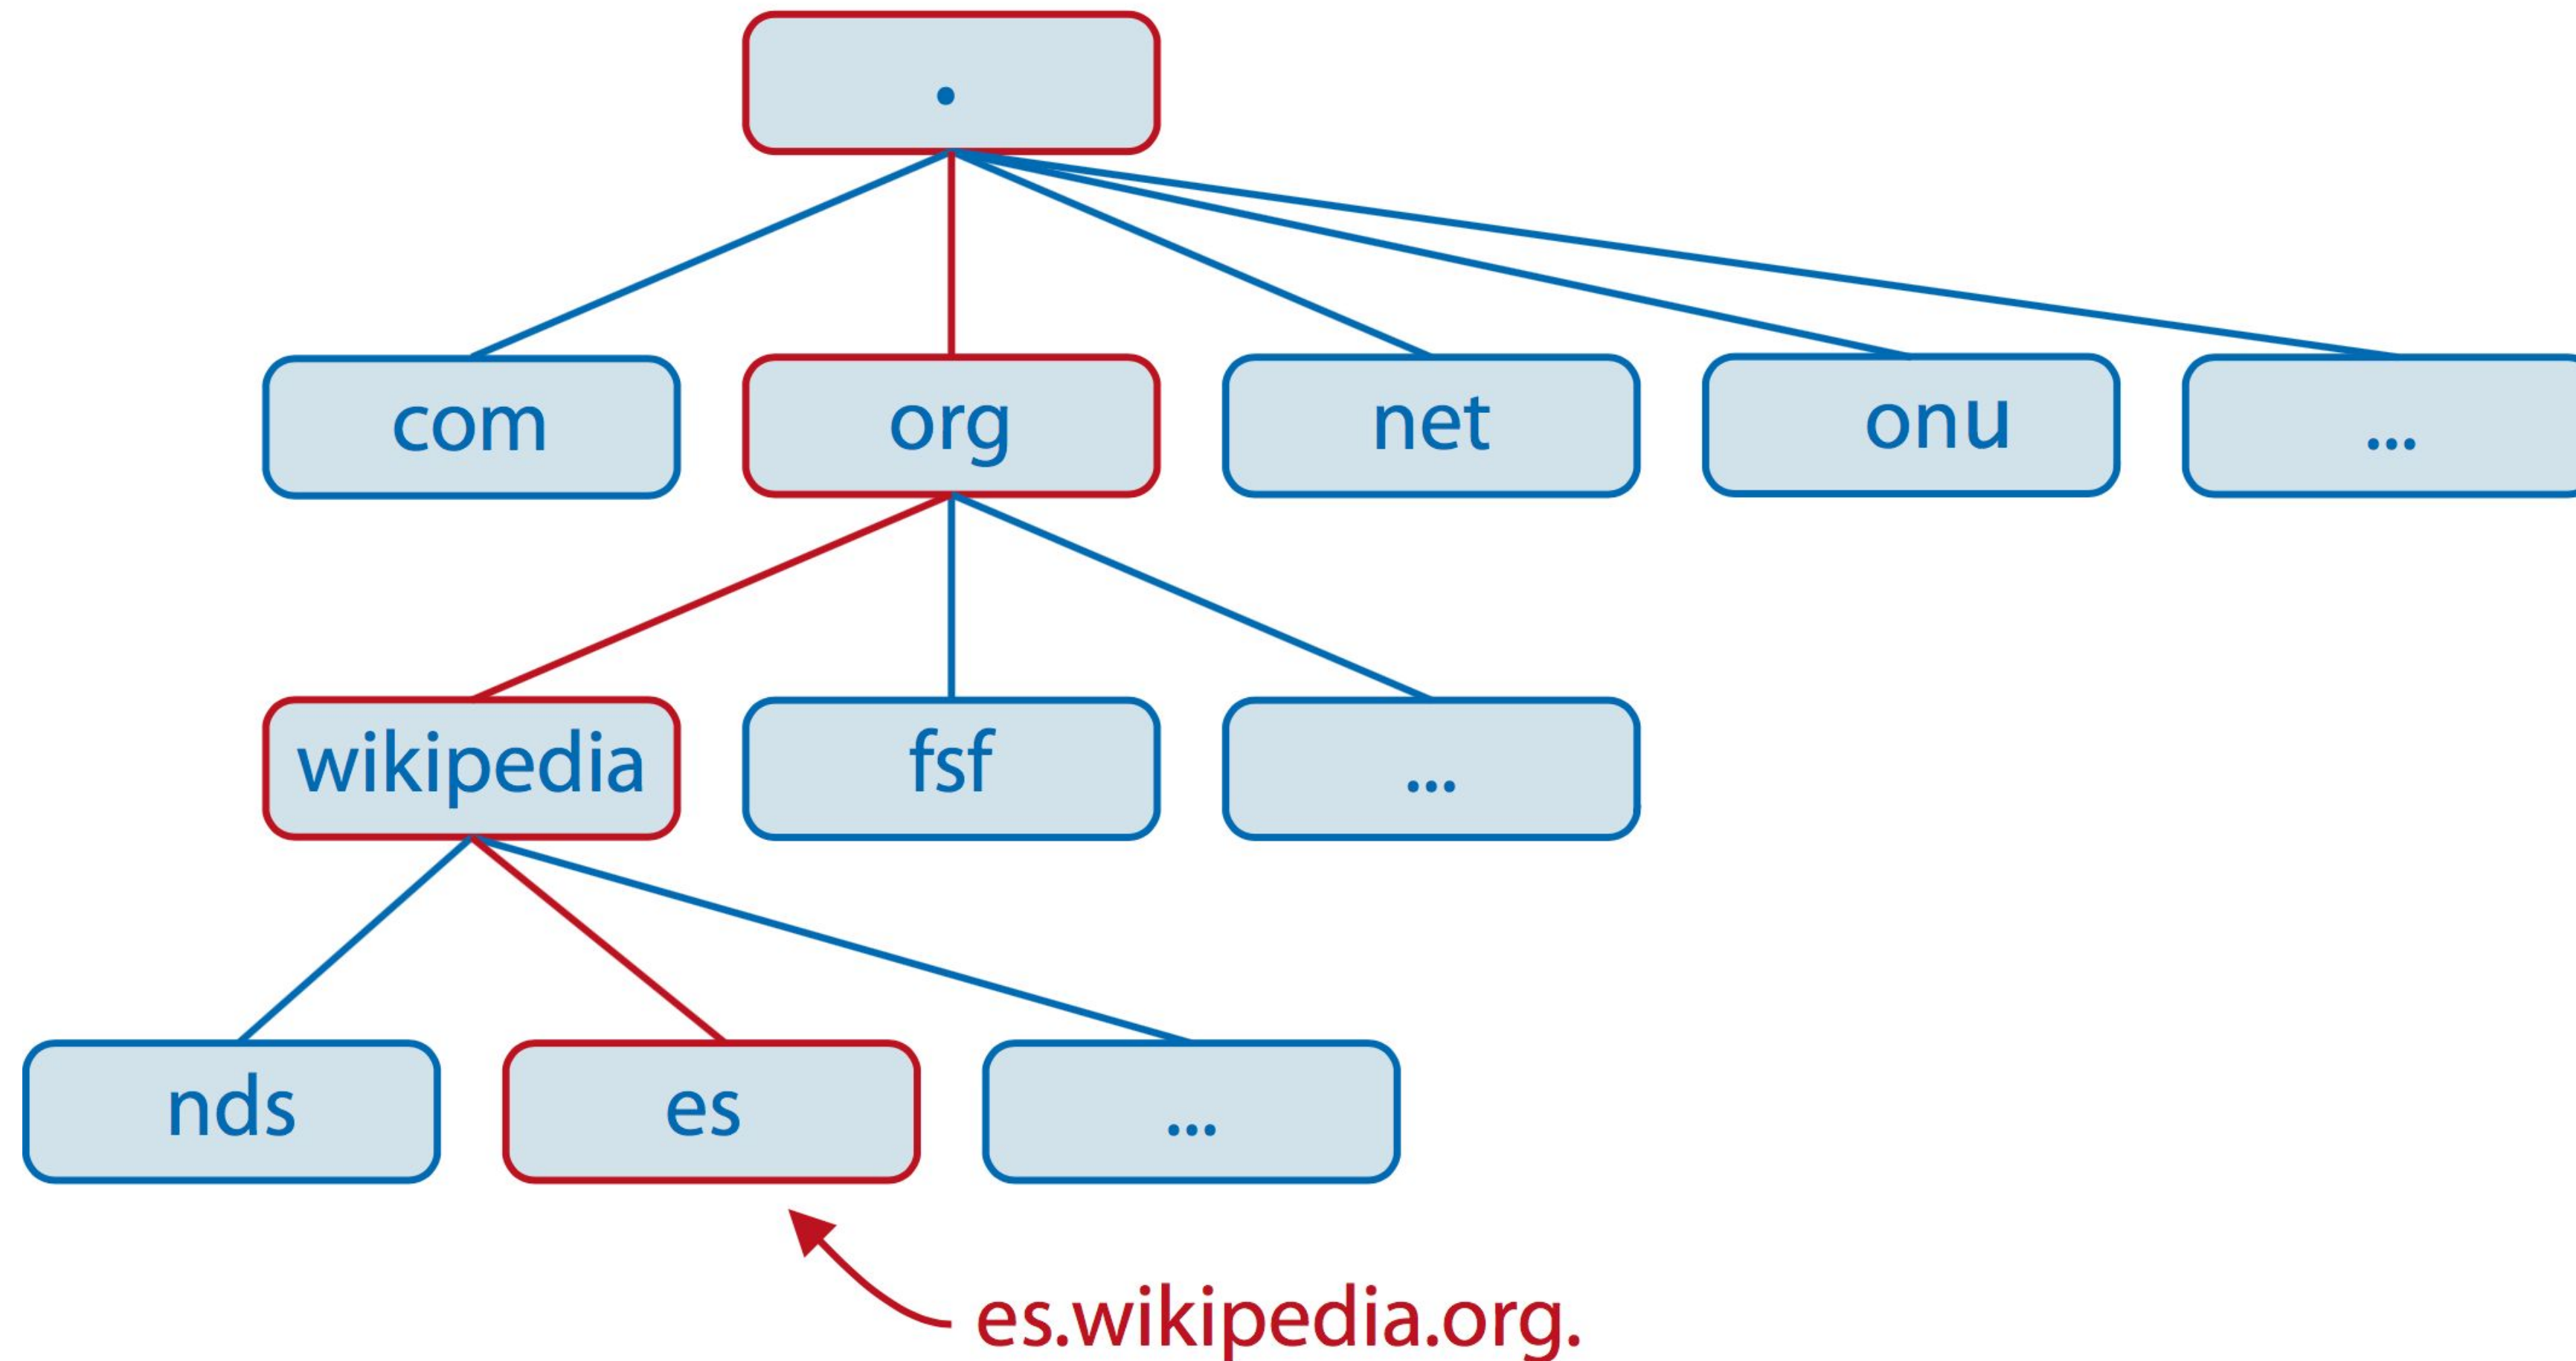 .
com
org
net
onu
...
wikipedia
fsf
...
nds
es
...
es.wikipedia.org.